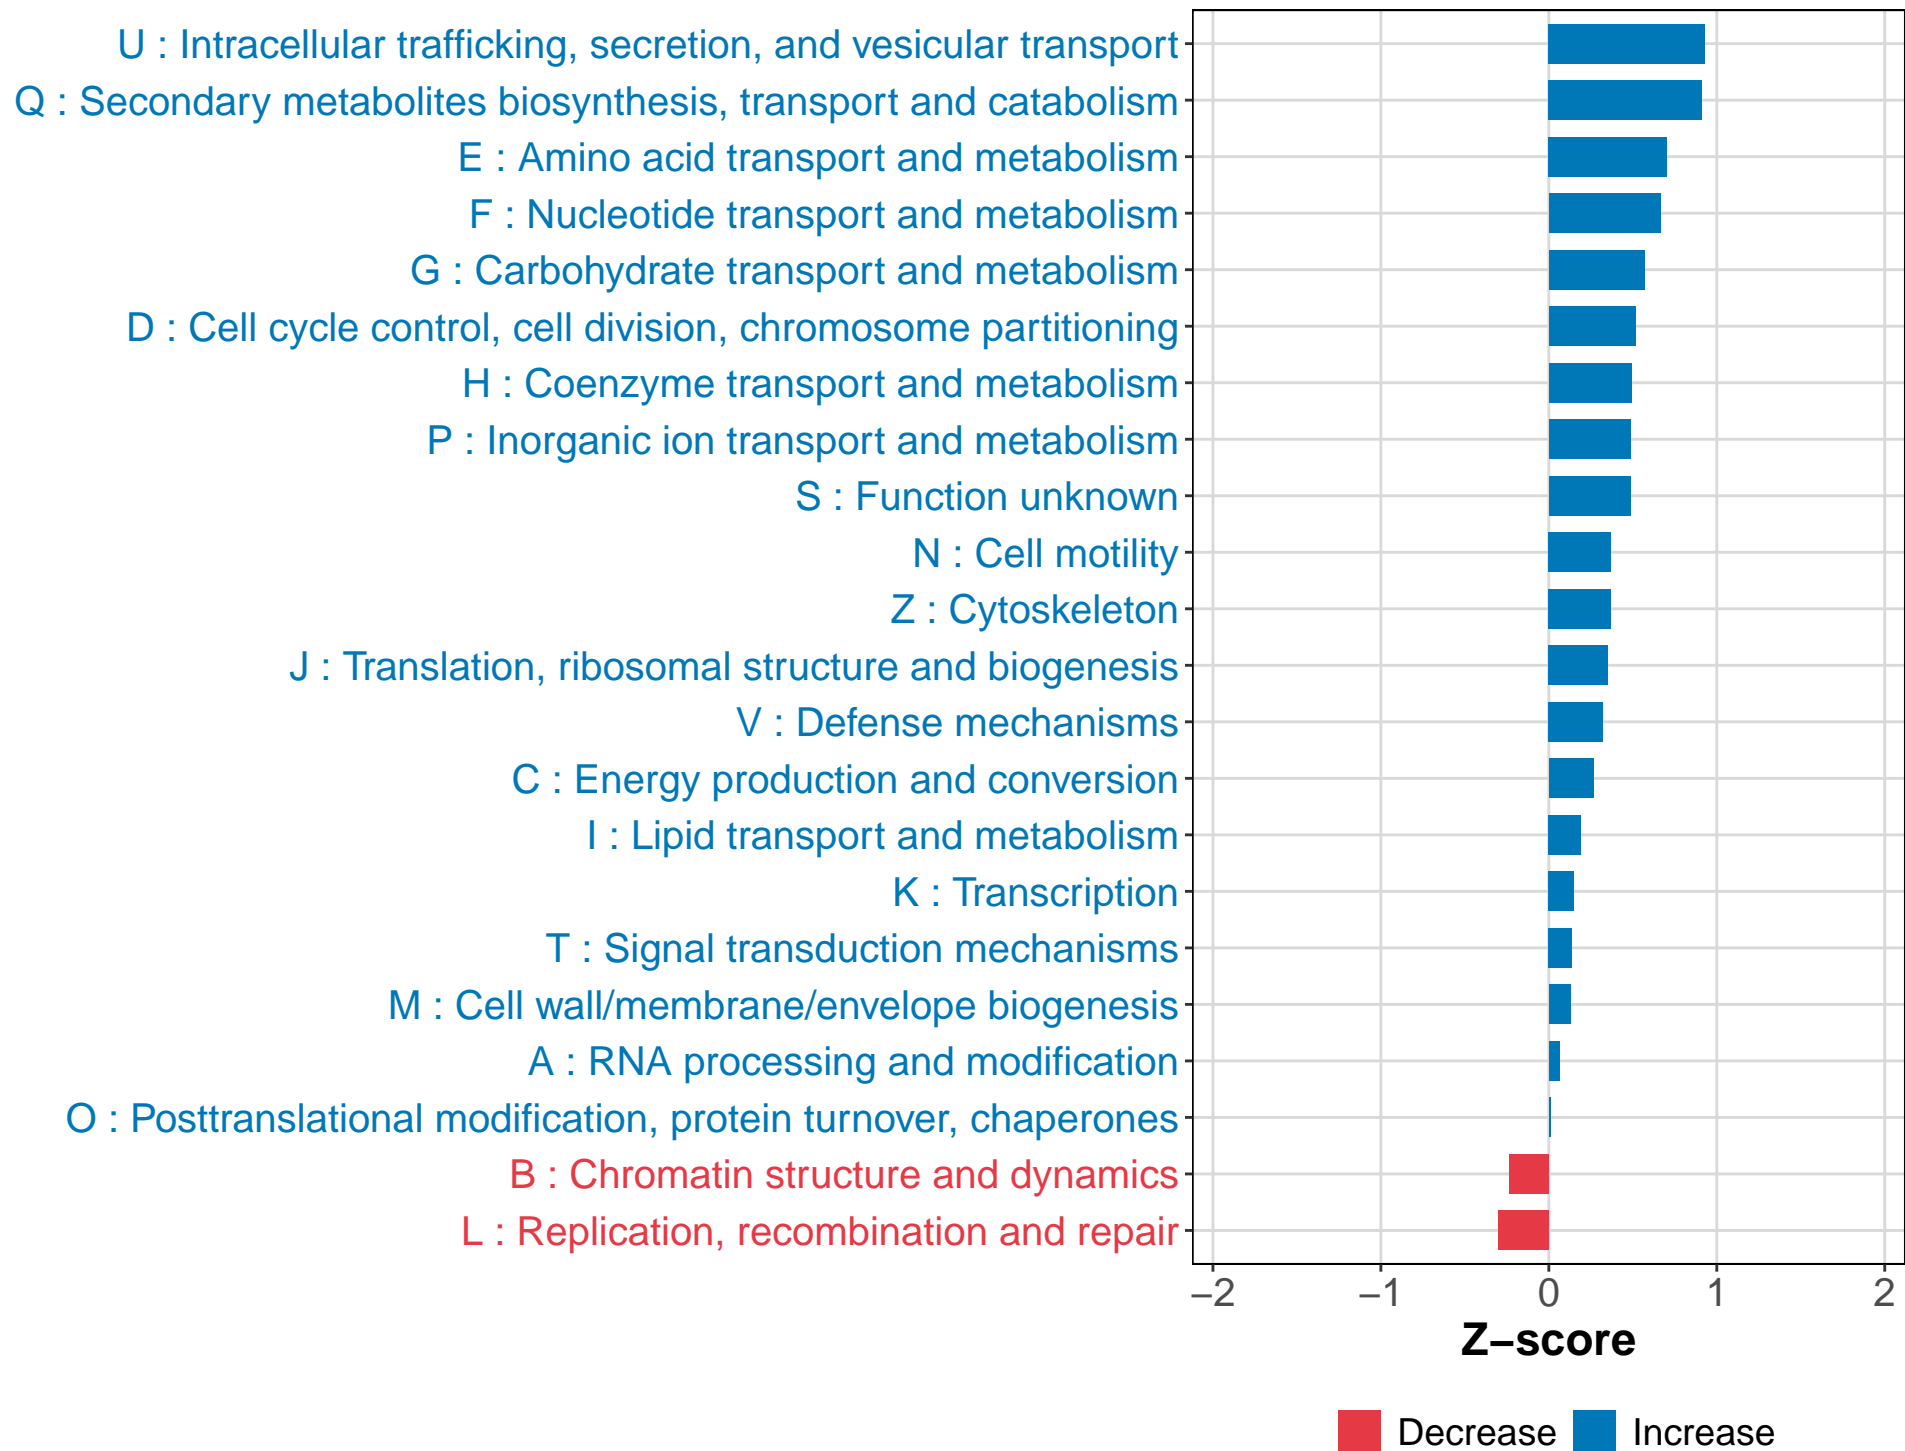 U : Intracellular trafficking, secretion, and vesicular transport
Q : Secondary metabolites biosynthesis, transport and catabolism
E : Amino acid transport and metabolism
F : Nucleotide transport and metabolism
G : Carbohydrate transport and metabolism
D : Cell cycle control, cell division, chromosome partitioning
H : Coenzyme transport and metabolism
P : Inorganic ion transport and metabolism
S : Function unknown
N : Cell motility
Z : Cytoskeleton
J : Translation, ribosomal structure and biogenesis
V : Defense mechanisms
C : Energy production and conversion
I : Lipid transport and metabolism
K : Transcription
T : Signal transduction mechanisms
M : Cell wall/membrane/envelope biogenesis
A : RNA processing and modification
O : Posttranslational modification, protein turnover, chaperones
B : Chromatin structure and dynamics
L : Replication, recombination and repair
−2 −1 0 1 2
Z−score
Decrease Increase